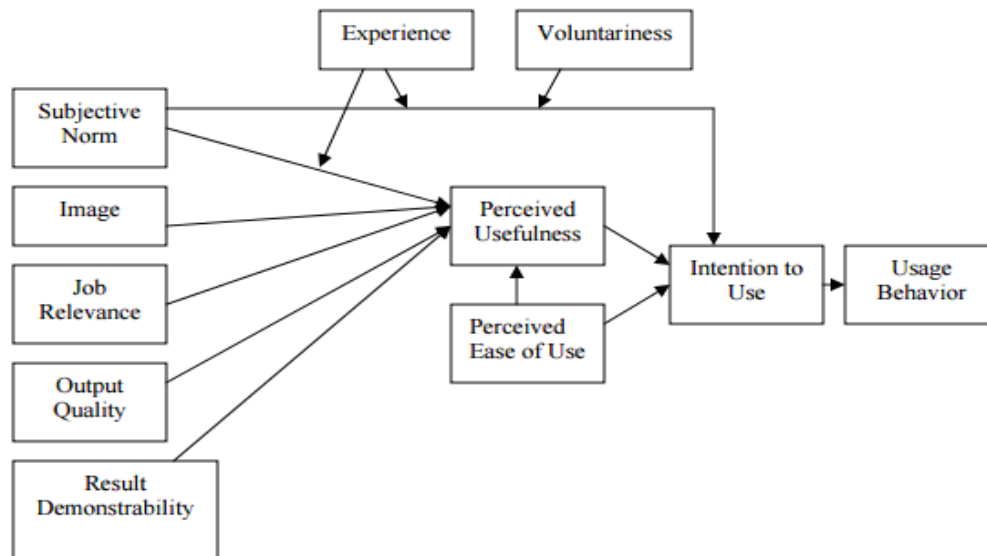 Experience
Voluntariness
Subjective
Norm
Image
Job
Relevance
Output
Quality
Result
Demonstrability
Perceived
Usefulness
Perceived
Ease of Use
Intention to
Use
Usage
Behavior